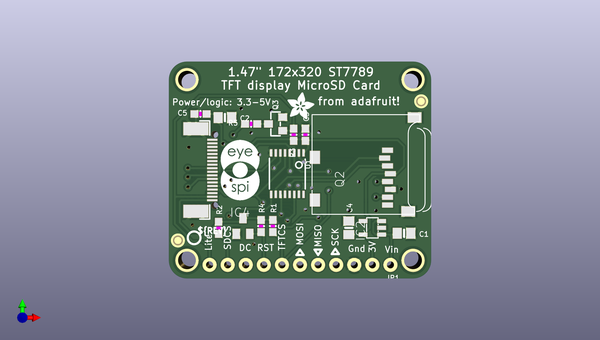 1.47" 172x320 ST7789
TFT display MicroSD Card
Power/logic: 3.3-5V
from adafruit!
C5
C2
Q3
eye
spi
Q2
R2
R4
R1
C4
C1
Lite
SDCS
DC
RST
TFTCS
MOSI
MISO
SCK
Gnd
3V
Vin